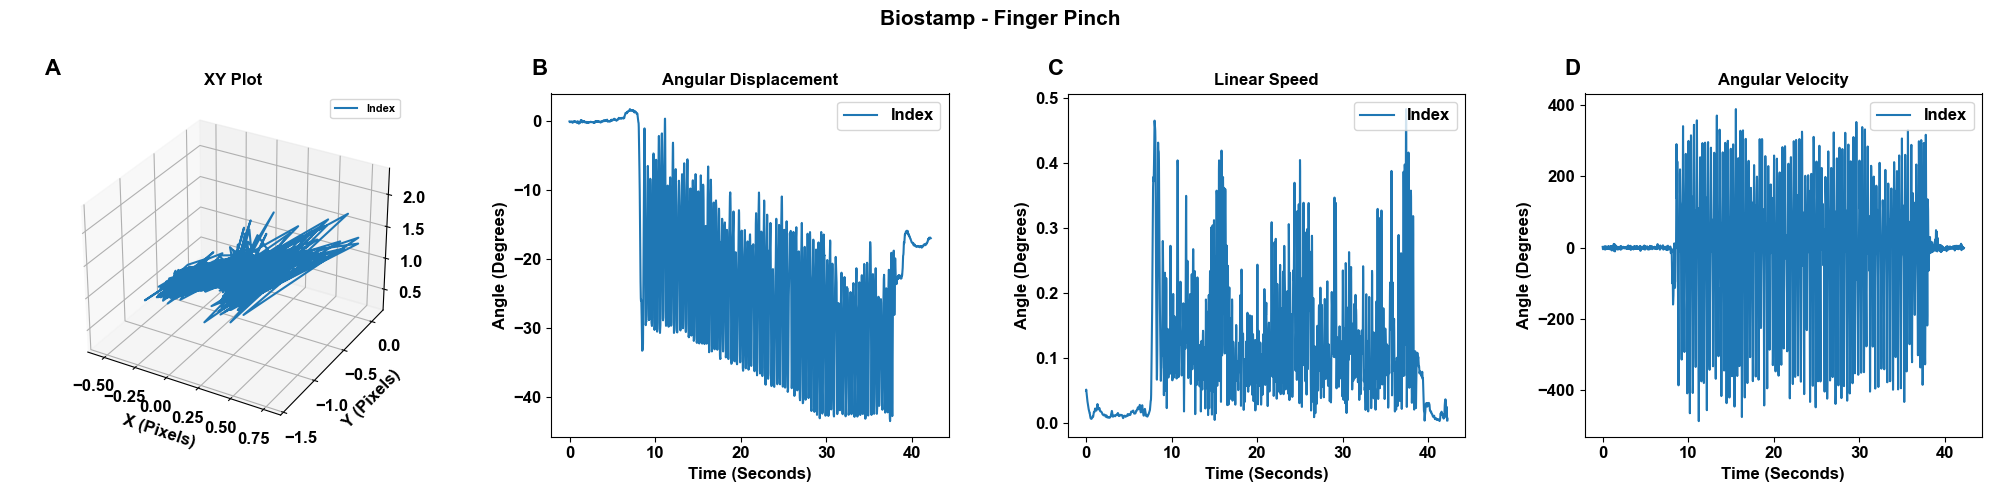 Biostamp - Finger Pinch
A
XY Plot
Index
2.0
1.5
1.0
0.5
0.0
−0.5
−1.0
−1.5
Y (Pixels)
−0.50
−0.25
0.00
0.25
0.50
0.75
X (Pixels)
B
Angular Displacement
Index
Angle (Degrees)
0
−10
−20
−30
−40
0 10 20 30 40
Time (Seconds)
C
Linear Speed
Index
Angle (Degrees)
0.5
0.4
0.3
0.2
0.1
0.0
0 10 20 30 40
Time (Seconds)
D
Angular Velocity
Index
Angle (Degrees)
400
200
0
−200
−400
0 10 20 30 40
Time (Seconds)